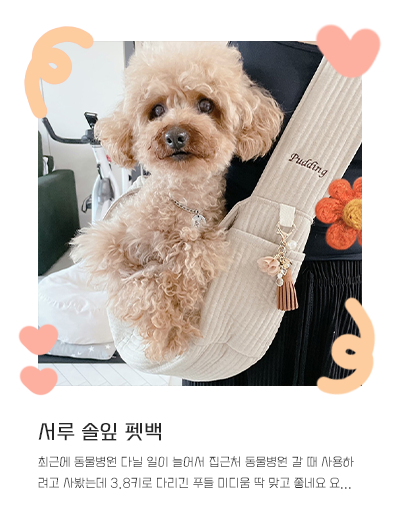 Pudding
서루 솔잎 펫백
최근에 동물병원 다닐 일이 늘어서 집근처 동물병원 갈 때 사용하
려고 사봤는데 3.8키로 다리긴 푸들 미디움 딱 맞고 좋네요 요...